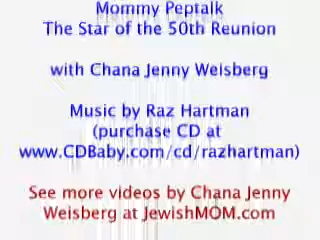 Mommy Peptalk
The Star of the 50th Reunion
with Chana Jenny Weisberg
Music by Raz Hartman
(purchase CD at
www.CDBaby.com/cd/razhartman)
See more videos by Chana Jenny
Weisberg at JewishMOM.com